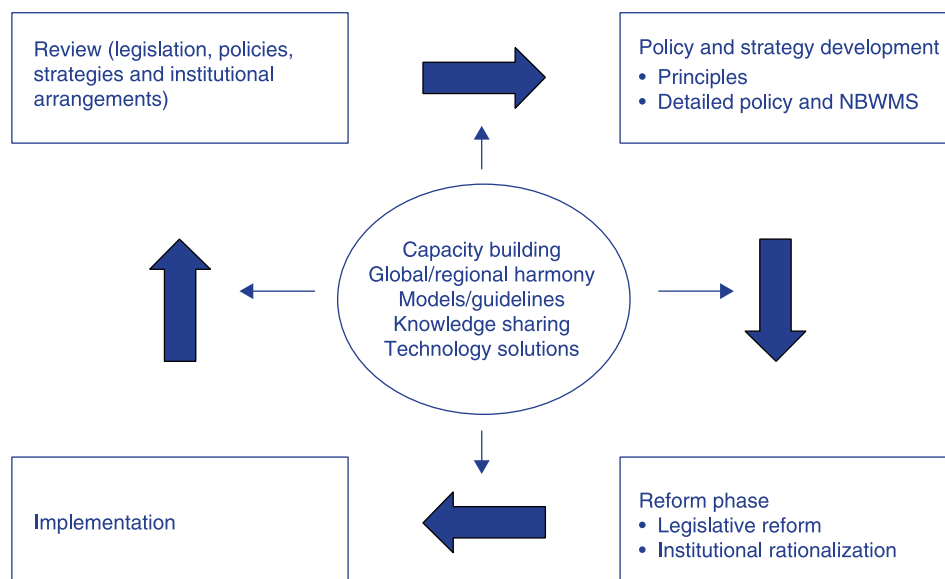 Review (legislation, policies,
strategies and institutional
arrangements)
Policy and strategy development
• Principles
• Detailed policy and NBWMS
Capacity building
Global/regional harmony
Models/guidelines
Knowledge sharing
Technology solutions
Implementation
Reform phase
• Legislative reform
• Institutional rationalization